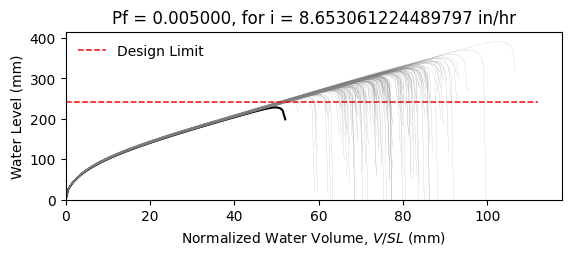 Pf = 0.005000, for i = 8.653061224489797 in/hr
Water Level (mm)
400
300
200
100
0
Design Limit
0 20 40 60 80 100
Normalized Water Volume, V/SL (mm)